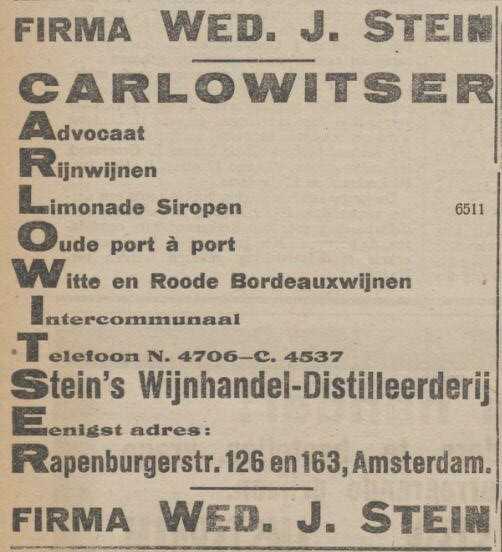 FIRMA WED. J. STEIN
CARLOWITSER
Advocaat
Rijnwijnen
Limonade Siropen 6511
Oude port à port
Witte en Roode Bordeauxwijnen
Intercommunaal
Telefoon N. 4706–C. 4537
Stein's Wijnhandel-Distilleerderij
Eenigst adres:
Rapenburgerstr. 126 en 163, Amsterdam.
FIRMA WED. J. STEIN